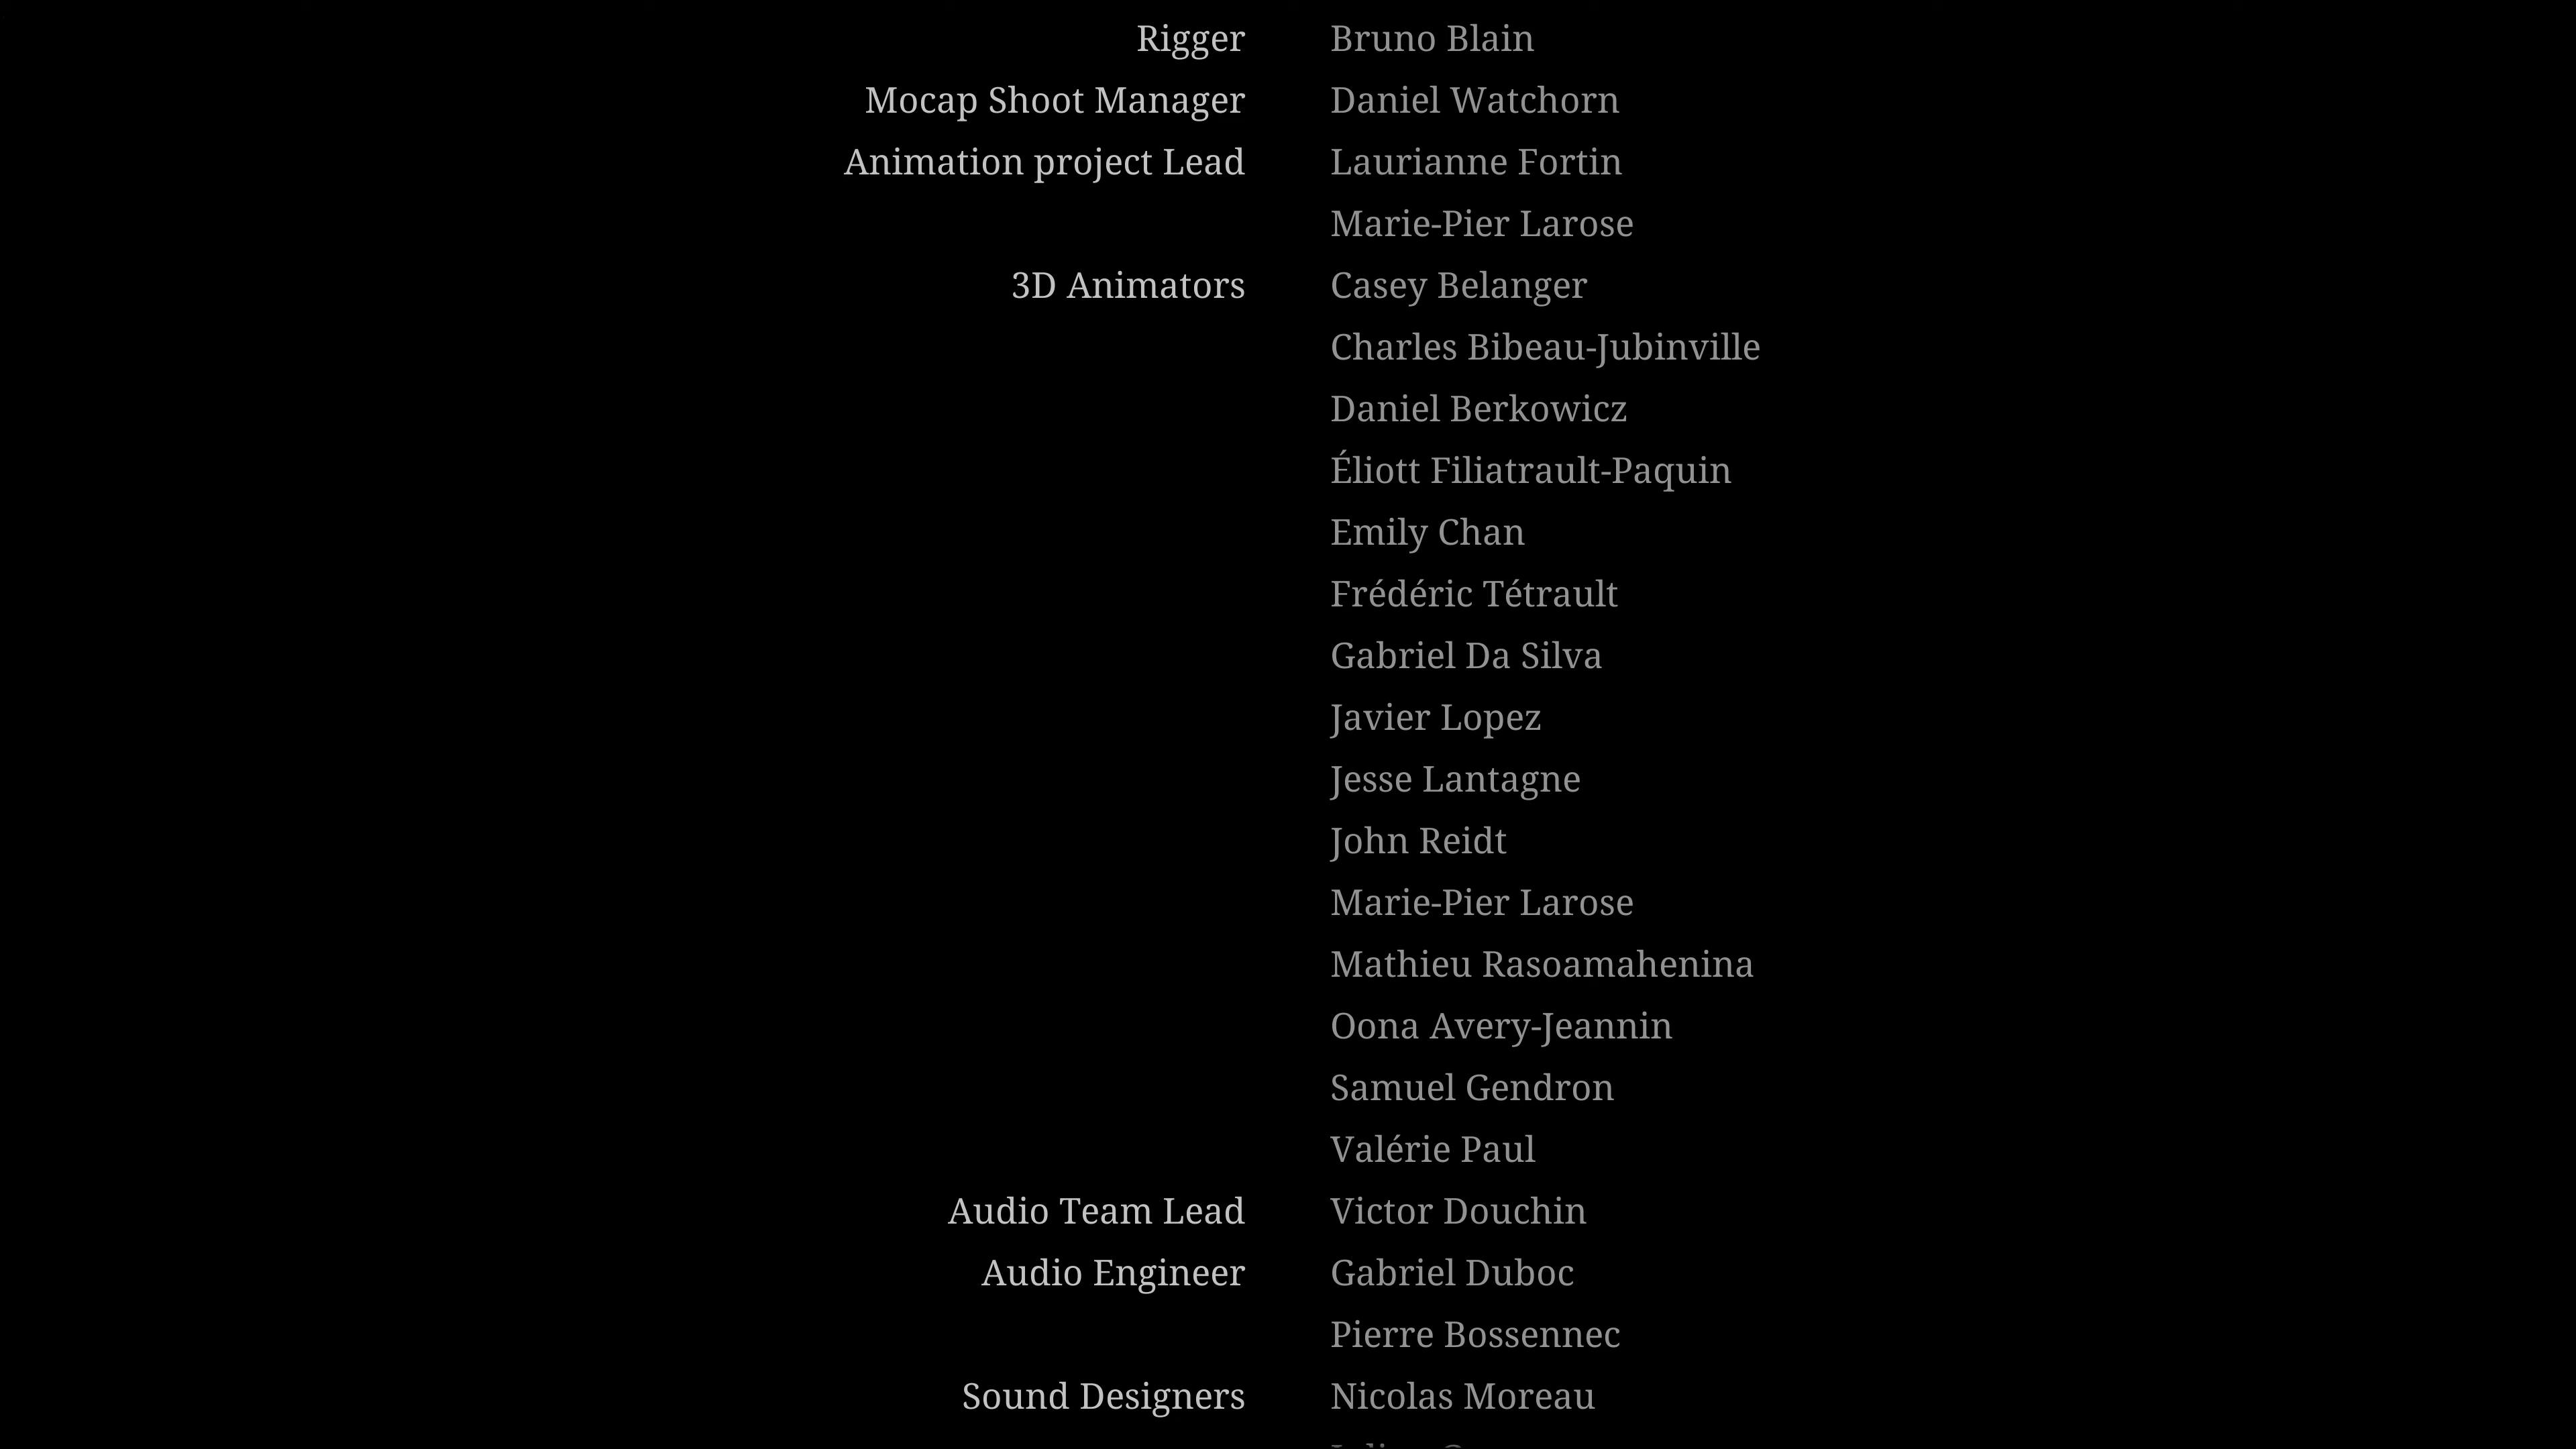 Rigger Bruno Blain
Mocap Shoot Manager Daniel Watchorn
Animation project Lead Laurianne Fortin
Marie-Pier Larose
3D Animators Casey Belanger
Charles Bibeau-Jubinville
Daniel Berkowicz
Éliott Filiatrault-Paquin
Emily Chan
Frédéric Tétrault
Gabriel Da Silva
Javier Lopez
Jesse Lantagne
John Reidt
Marie-Pier Larose
Mathieu Rasoamahenina
Oona Avery-Jeannin
Samuel Gendron
Valérie Paul
Audio Team Lead Victor Douchin
Audio Engineer Gabriel Duboc
Pierre Bossennec
Sound Designers Nicolas Moreau